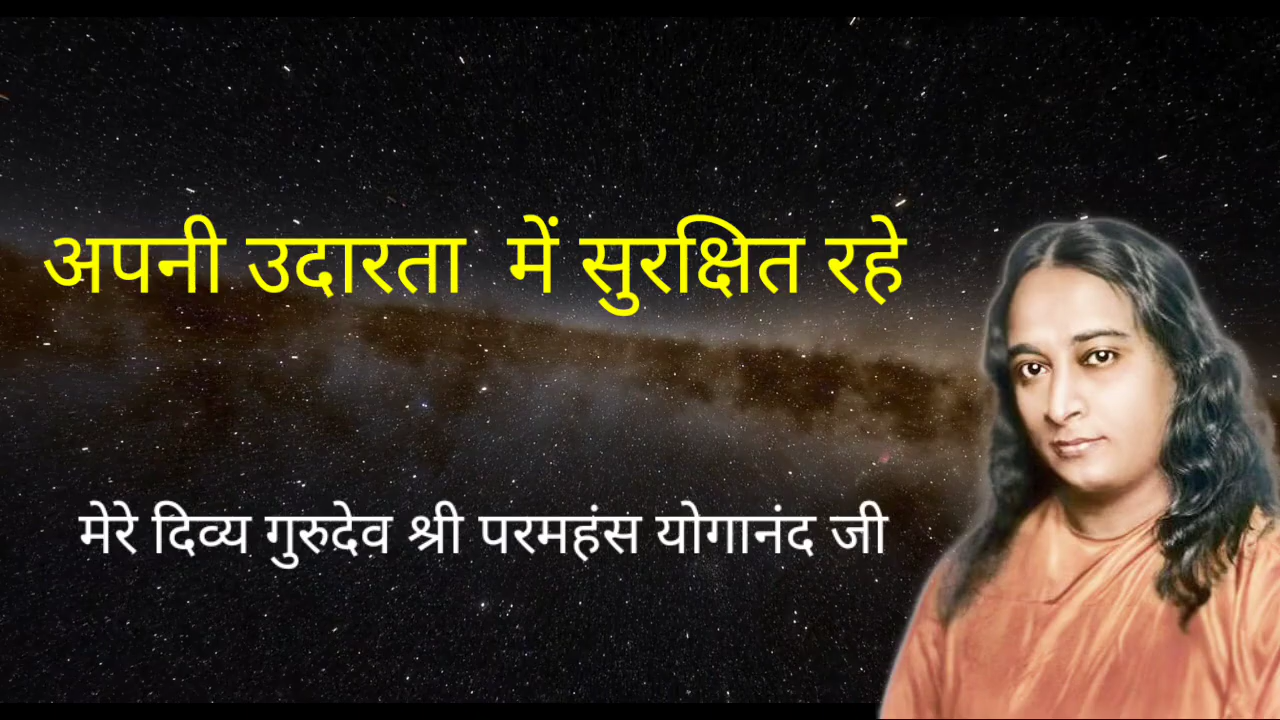 अपनी उदारता में सुरक्षित रहे
मेरे दिव्य गुरुदेव श्री परमहंस योगानंद जी